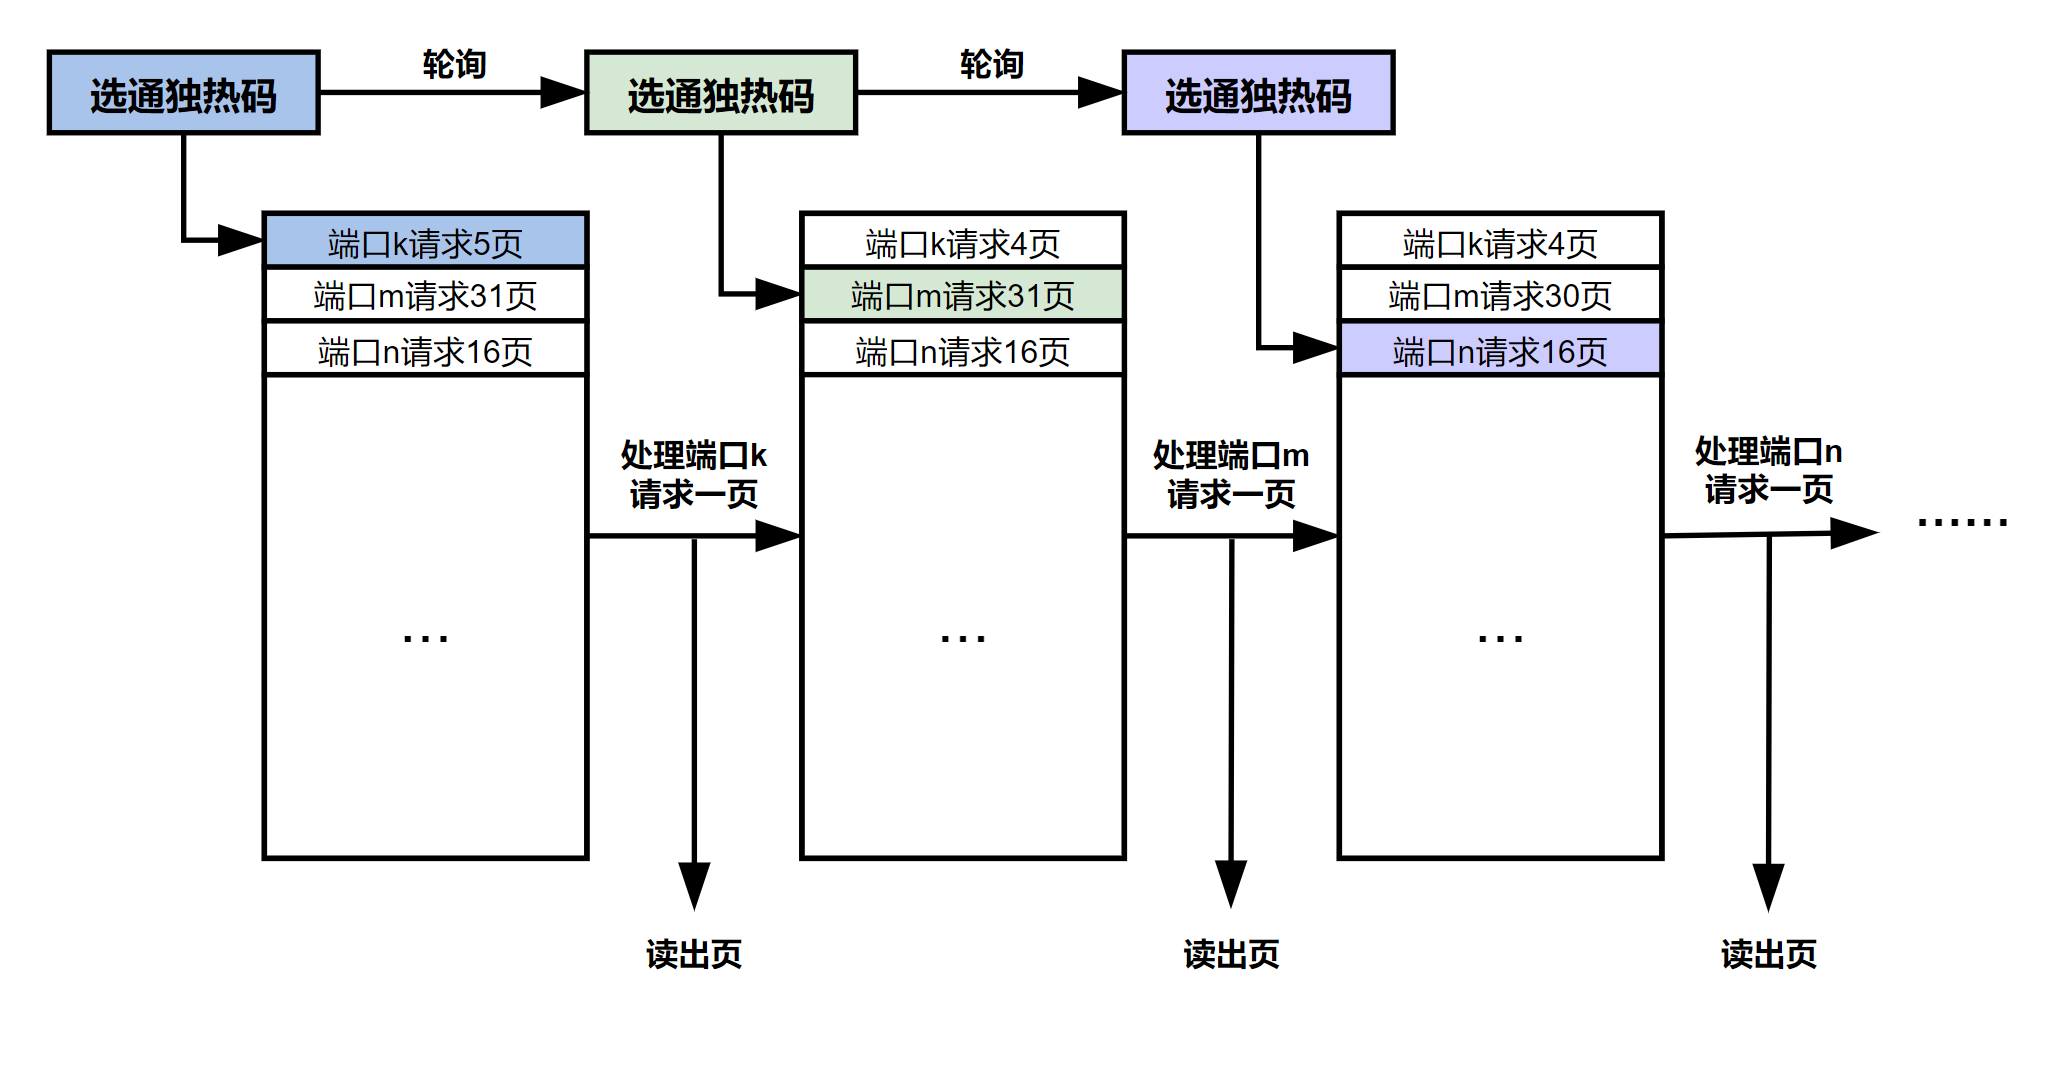 选通独热码
轮询
选通独热码
轮询
选通独热码
端口k请求5页
端口m请求31页
端口n请求16页
...
处理端口k
请求一页
读出页
端口k请求4页
端口m请求31页
端口n请求16页
...
处理端口m
请求一页
读出页
端口k请求4页
端口m请求30页
端口n请求16页
...
处理端口n
请求一页
读出页
......